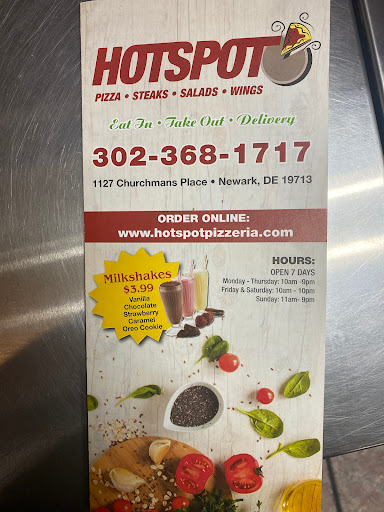 HOTSPOT
PIZZA • STEAKS • SALADS • WINGS
Eat In • Take Out • Delivery
302-368-1717
1127 Churchmans Place • Newark, DE 19713
ORDER ONLINE:
www.hotspotpizzeria.com
HOURS:
OPEN 7 DAYS
Monday - Thursday: 10am -9pm
Friday & Saturday: 10am - 10pm
Sunday: 11am- 9pm
Milkshakes
$3.99
Vanilla
Chocolate
Strawberry
Caramel
Oreo Cookie